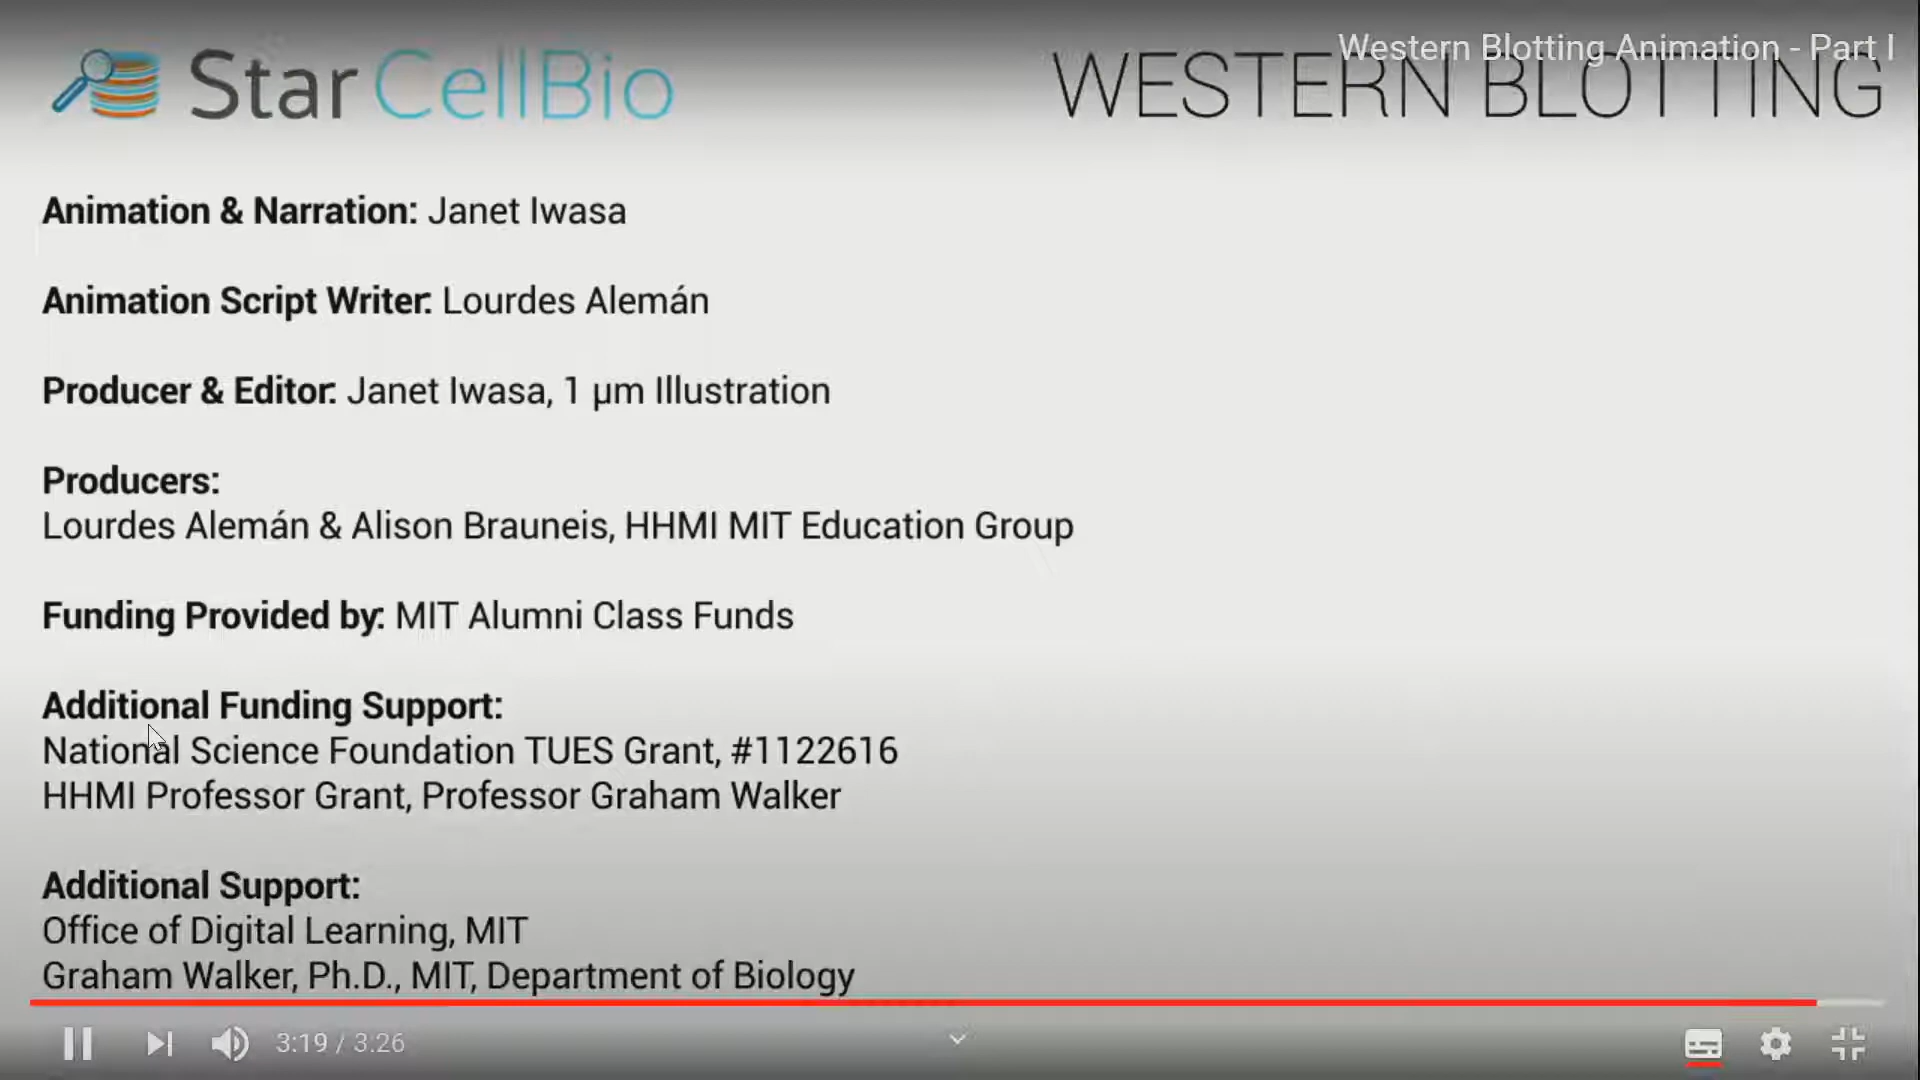 Western Blotting Animation - Part I
Star CellBio
WESTERN BLOTTING
Animation & Narration: Janet Iwasa
Animation Script Writer: Lourdes Alemán
Producer & Editor: Janet Iwasa, 1 µm Illustration
Producers:
Lourdes Alemán & Alison Brauneis, HHMI MIT Education Group
Funding Provided by: MIT Alumni Class Funds
Additional Funding Support:
National Science Foundation TUES Grant, #1122616
HHMI Professor Grant, Professor Graham Walker
Additional Support:
Office of Digital Learning, MIT
Graham Walker, Ph.D., MIT, Department of Biology
3:19 / 3:26